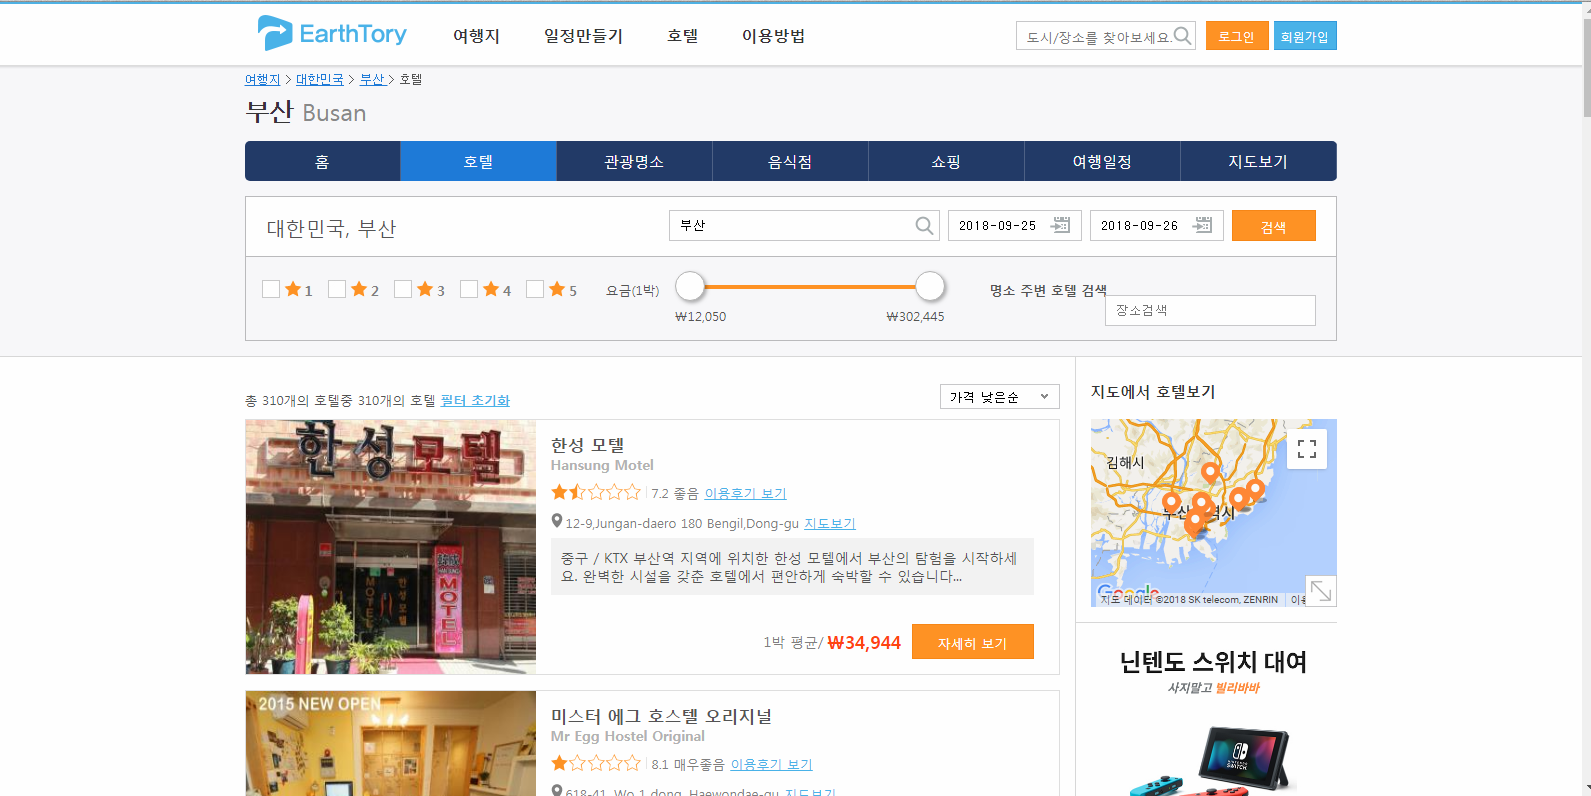 EarthTory
여행지
일정만들기
호텔
이용방법
도시/장소를 찾아보세요.
로그인
회원가입
여행지 > 대한민국 > 부산 > 호텔
부산 Busan
홈
호텔
관광명소
음식점
쇼핑
여행일정
지도보기
대한민국, 부산
부산
2018-09-25
2018-09-26
검색
1
2
3
4
5
요금(1박)
₩12,050
₩302,445
명소 주변 호텔 검색
장소검색
총 310개의 호텔중 310개의 호텔 필터 초기화
가격 낮은순
한성모텔
MOTEL
한성 모텔
Hansung Motel
7.2 좋음 이용후기 보기
12-9,Jungan-daero 180 Bengil,Dong-gu 지도보기
중구 / KTX 부산역 지역에 위치한 한성 모텔에서 부산의 탐험을 시작하세
요. 완벽한 시설을 갖춘 호텔에서 편안하게 숙박할 수 있습니다...
1박 평균/ ₩34,944
자세히 보기
2015 NEW OPEN
미스터 에그 호스텔 오리지널
Mr Egg Hostel Original
8.1 매우좋음 이용후기 보기
618-41, Wo 1 dong, Haewondae-gu 지도보기
지도에서 호텔보기
김해시
Google
지도 데이터 ©2018 SK telecom, ZENRIN
닌텐도 스위치 대여
사지말고 빌리바바
NINTENDO
SWITCH